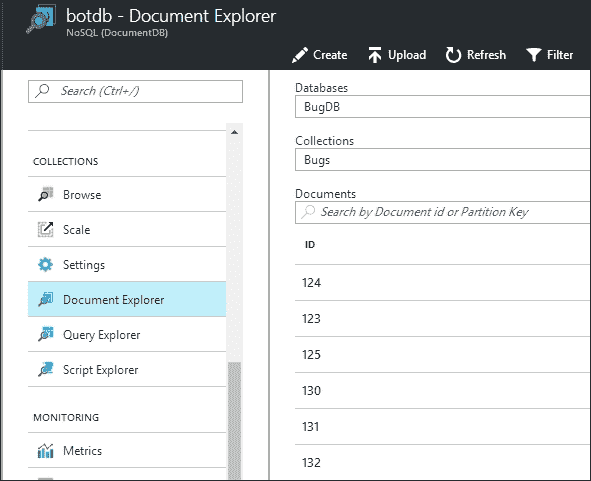 botdb - Document Explorer
NoSQL (DocumentDB)
Create Upload Refresh Filter
Search (Ctrl+/)
COLLECTIONS
Browse
Scale
Settings
Document Explorer
Query Explorer
Script Explorer
MONITORING
Metrics
Databases
BugDB
Collections
Bugs
Documents
Search by Document id or Partition Key
ID
124
123
125
130
131
132